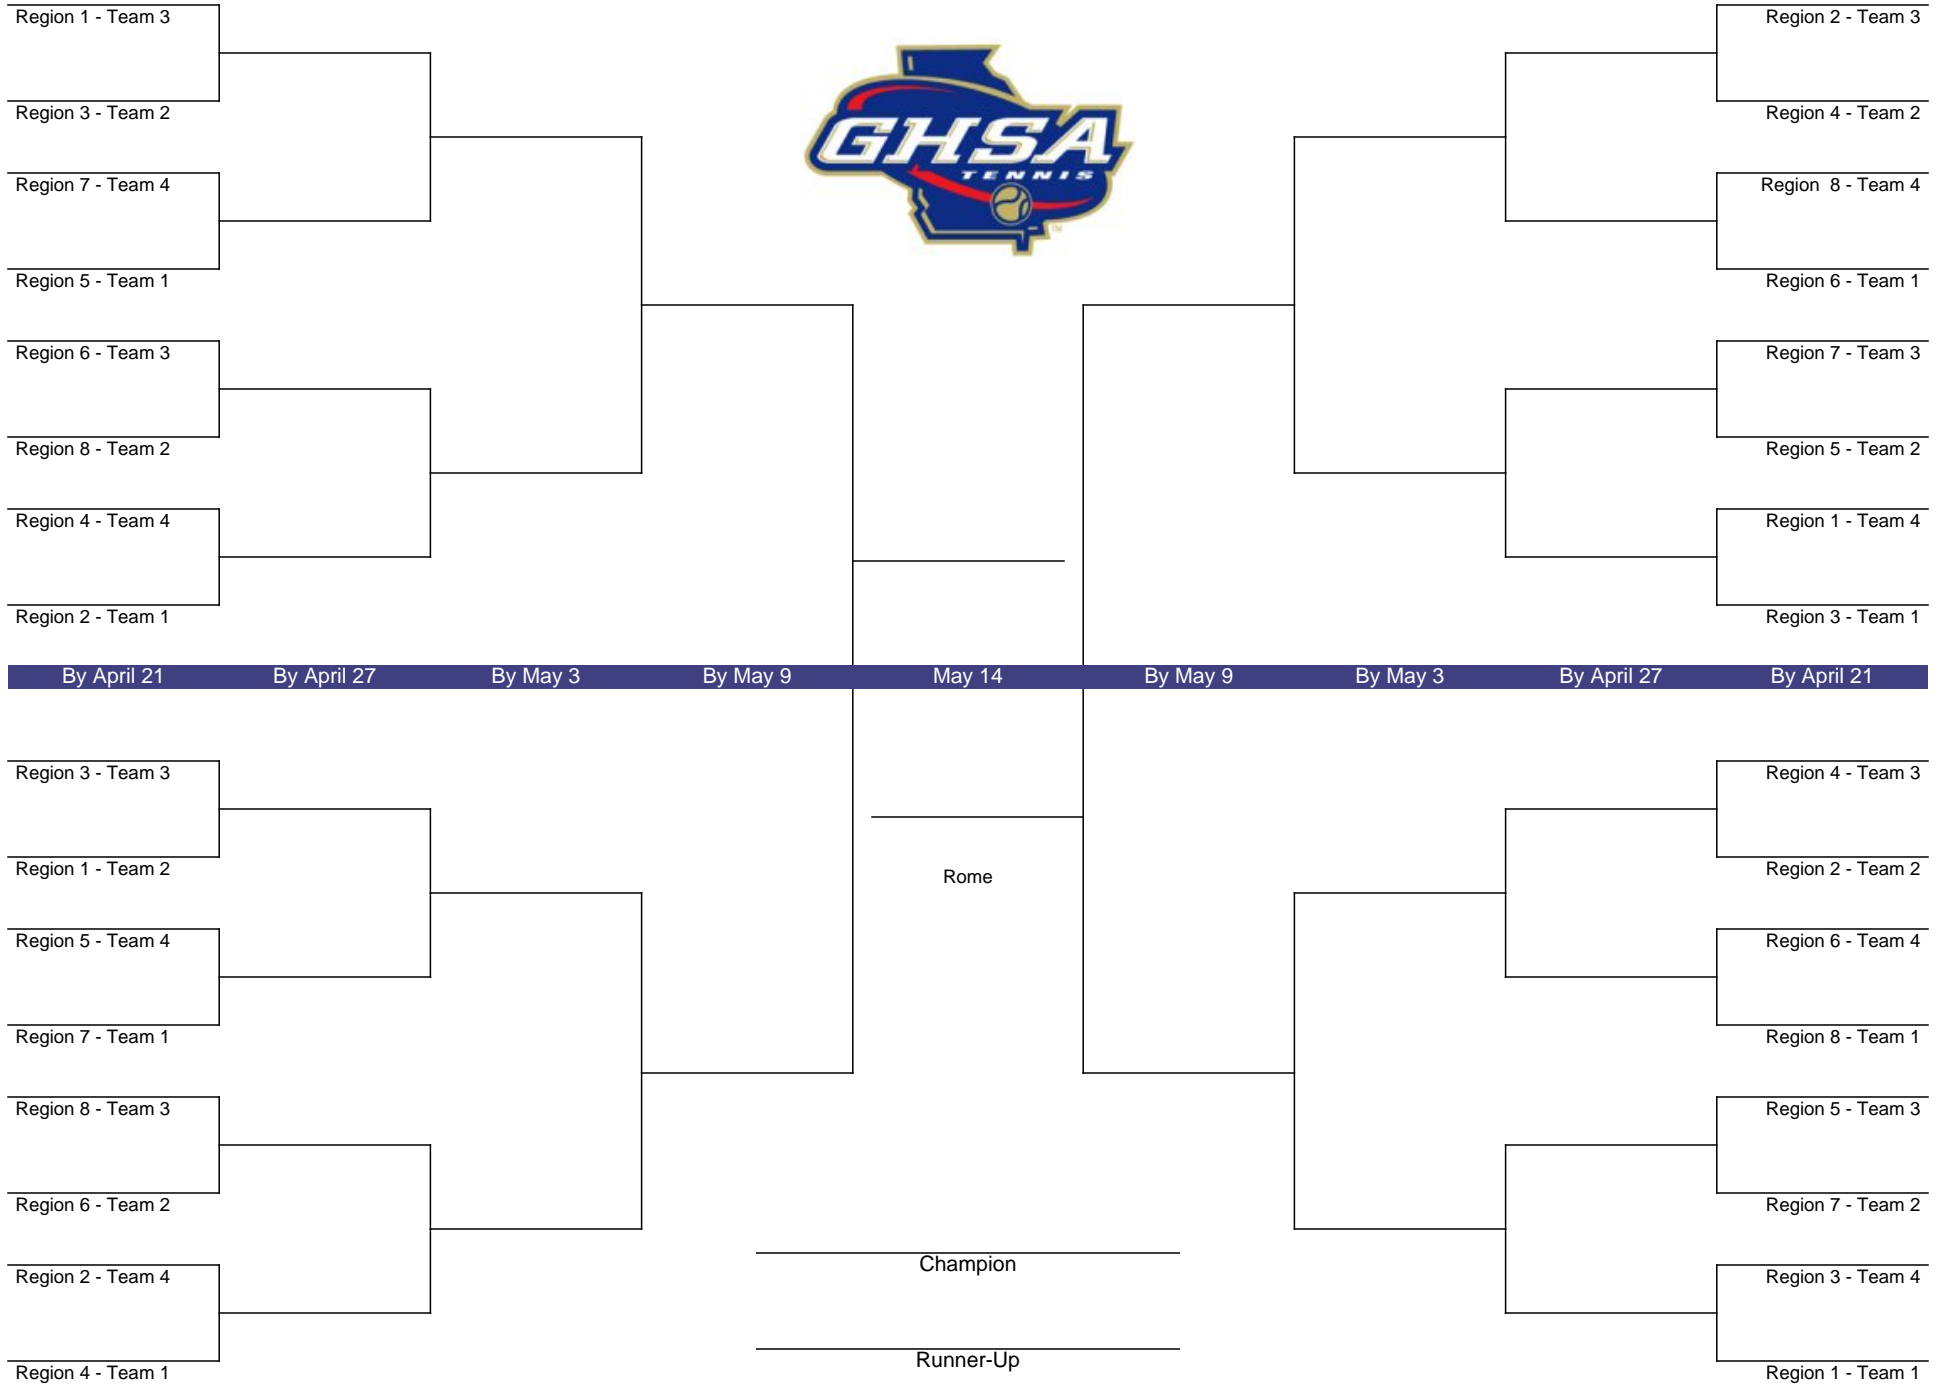 Region 1 - Team 3
Region 3 - Team 2
Region 7 - Team 4
Region 5 - Team 1
Region 6 - Team 3
Region 8 - Team 2
Region 4 - Team 4
Region 2 - Team 1
GHSA
TENNIS
TM
Region 2 - Team 3
Region 4 - Team 2
Region 8 - Team 4
Region 6 - Team 1
Region 7 - Team 3
Region 5 - Team 2
Region 1 - Team 4
Region 3 - Team 1
By April 21 By April 27 By May 3 By May 9 May 14 By May 9 By May 3 By April 27 By April 21
Region 3 - Team 3
Region 1 - Team 2
Region 5 - Team 4
Region 7 - Team 1
Region 8 - Team 3
Region 6 - Team 2
Region 2 - Team 4
Region 4 - Team 1
Rome
Champion
Runner-Up
Region 4 - Team 3
Region 2 - Team 2
Region 6 - Team 4
Region 8 - Team 1
Region 5 - Team 3
Region 7 - Team 2
Region 3 - Team 4
Region 1 - Team 1